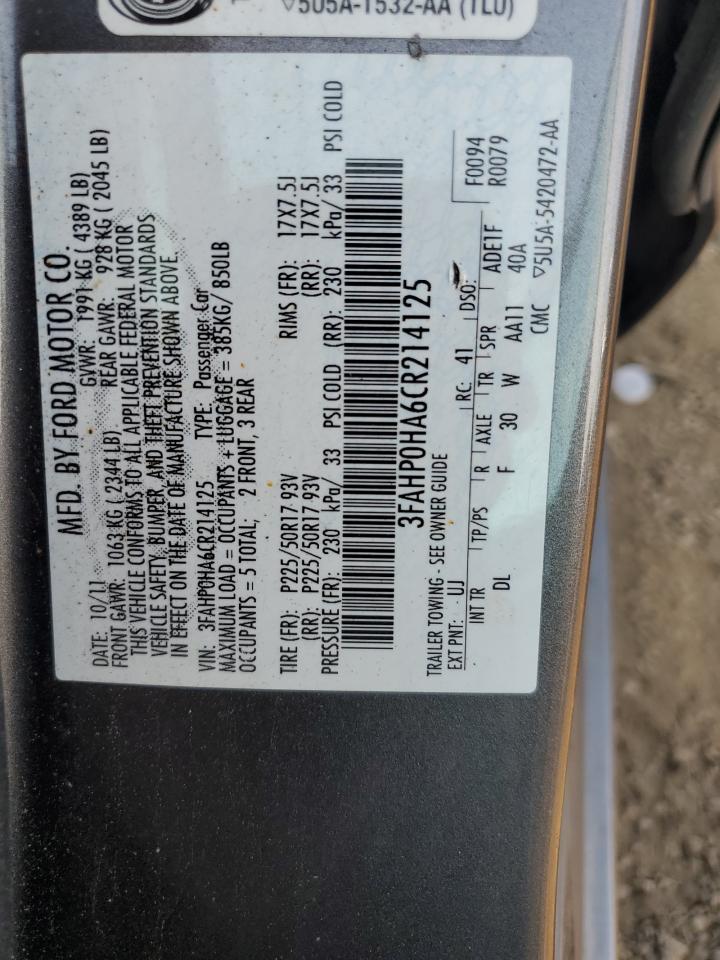 5U5A-1532-AA (TLU)
MFD. BY FORD MOTOR CO.
DATE: 10/11 GVWR: 1991 KG ( 4389 LB)
FRONT GAWR: 1063 KG ( 2344LB) REAR GAWR: 928 KG ( 2045 LB)
THIS VEHICLE CONFORMS TO ALL APPLICABLE FEDERAL MOTOR
VEHICLE SAFETY, BUMPER, AND THEFT PREVENTION STANDARDS
IN EFFECT ON THE DATE OF MANUFACTURE SHOWN ABOVE.
VIN: 3FAHP0HA6CR214125 TYPE: Passenger Car
MAXIMUM LOAD = OCCUPANTS + LUGGAGE = 385KG/ 850LB
OCCUPANTS = 5 TOTAL; 2 FRONT, 3 REAR
TIRE (FR): P225/50R17 93V RIMS (FR): 17X7.5J
(RR): P225/50R17 93V (RR): 17X7.5J
PRESSURE (FR): 230 kPa/ 33 PSI COLD (RR): 230 kPa/ 33 PSI COLD
3FAHP0HA6CR214125
TRAILER TOWING - SEE OWNER GUIDE F0094
EXT PNT: UJ RC: 41 DSO: R0079
INT TR TP/PS R AXLE TR SPR ADE1F
DL F 30 W AA11 40A
CMC ▽5U5A-5420472-AA